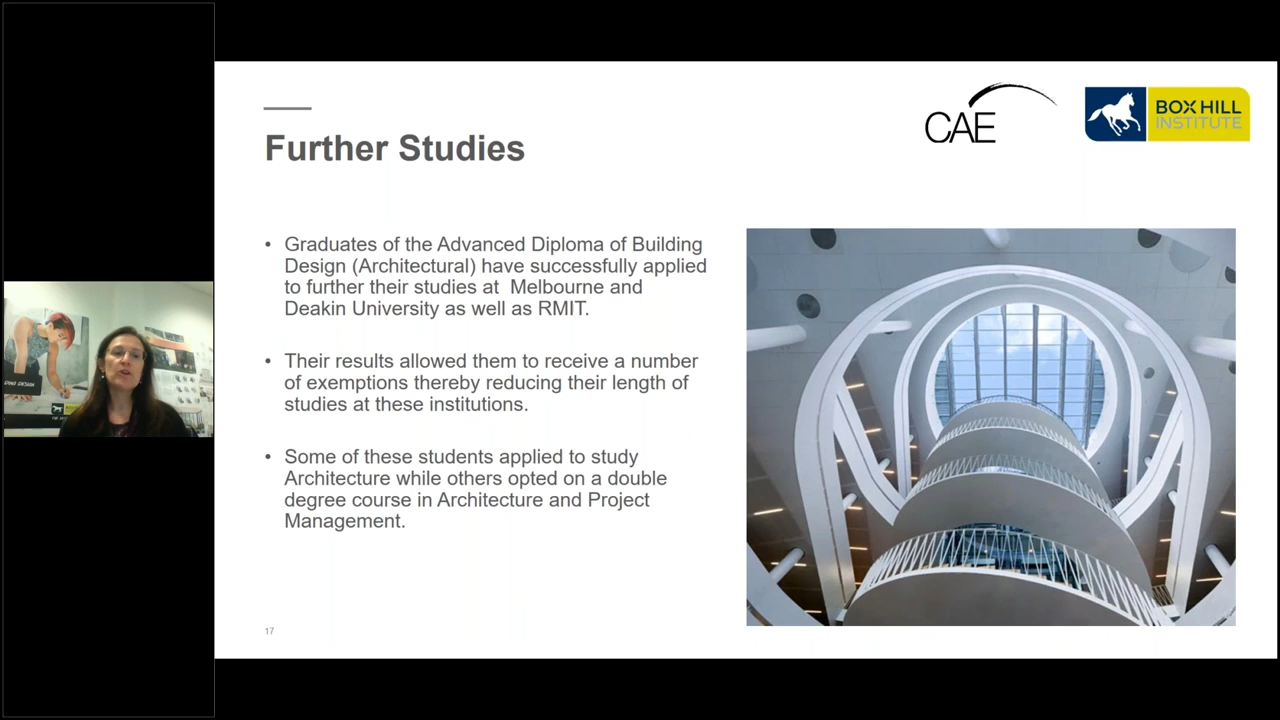 CAE
BOX HILL
INSTITUTE
Further Studies
• Graduates of the Advanced Diploma of Building
Design (Architectural) have successfully applied
to further their studies at  Melbourne and
Deakin University as well as RMIT.
• Their results allowed them to receive a number
of exemptions thereby reducing their length of
studies at these institutions.
• Some of these students applied to study
Architecture while others opted on a double
degree course in Architecture and Project
Management.
17